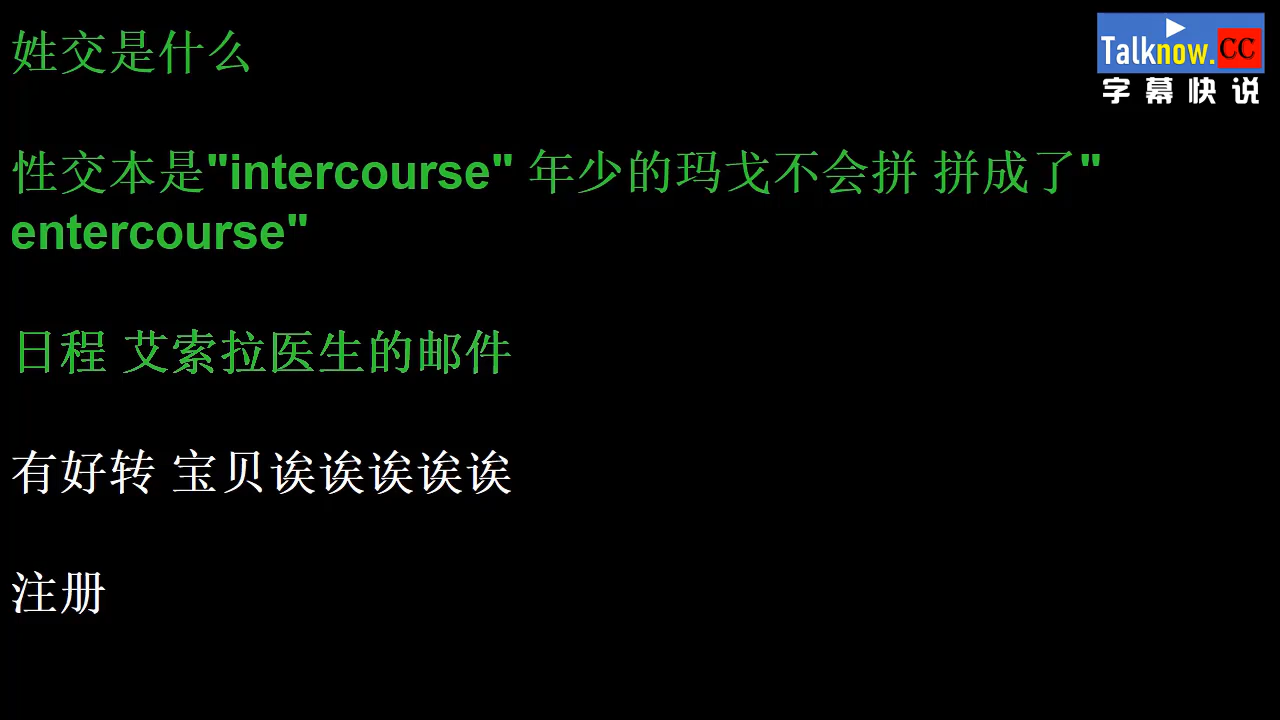 姓交是什么
Talknow.CC
字幕快说
性交本是"intercourse" 年少的玛戈不会拼 拼成了"
entercourse"
日程 艾索拉医生的邮件
有好转 宝贝诶诶诶诶诶
注册